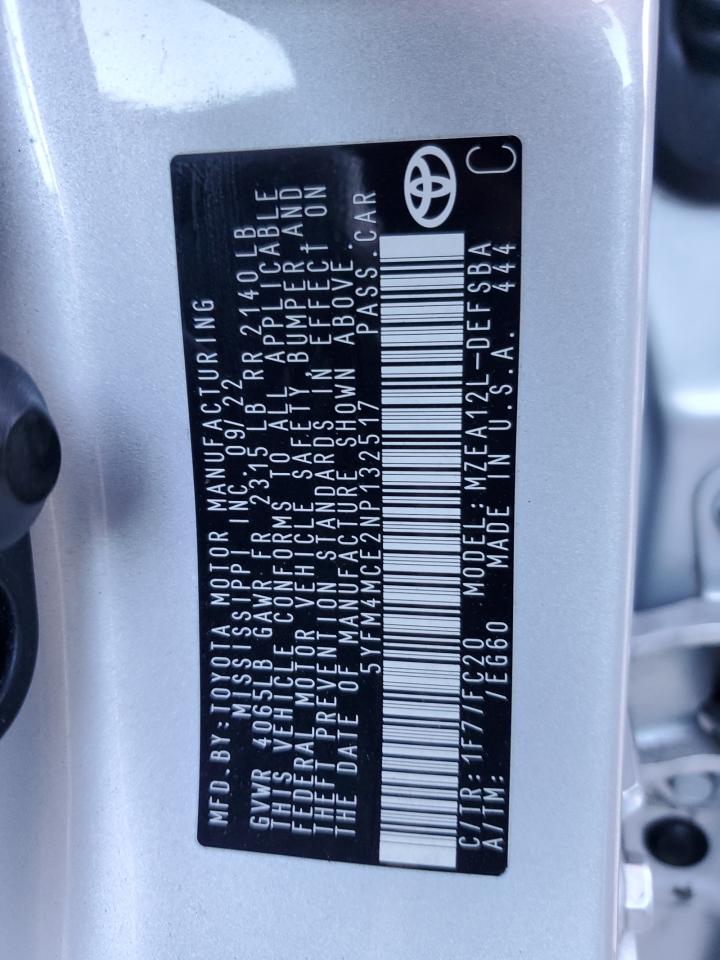 MFD.BY:TOYOTA MOTOR MANUFACTURING
MISSISSIPPI INC. 09/22
GVWR 4065LB GAWR FR 2315 LB RR 2140 LB
THIS VEHICLE CONFORMS TO ALL APPLICABLE
FEDERAL MOTOR VEHICLE SAFETY, BUMPER, AND
THEFT PREVENTION STANDARDS IN EFFECT ON
THE DATE OF MANUFACTURE SHOWN ABOVE.
5YFM4MCE2NP132517 PASS. CAR
C/TR: 1F7/FC20 MODEL: MZEA12L-DEFSBA
A/TM: /EG60 MADE IN U.S.A. 444
C